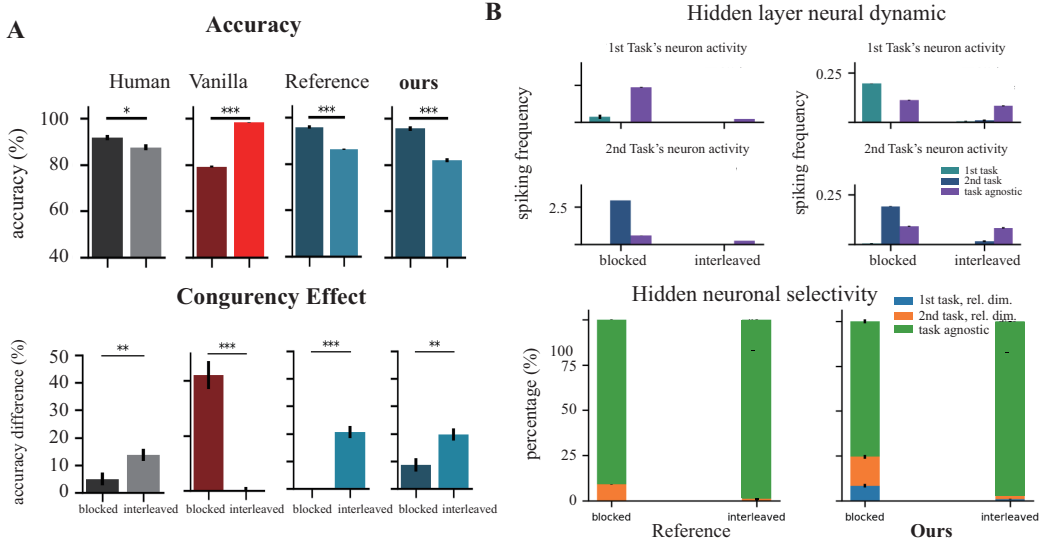 A
Accuracy
Human
Vanilla
Reference
ours
*
***
***
***
accuracy (%)
100
80
60
40
Congurency Effect
**
***
***
**
accuracy difference (%)
50
40
30
20
10
0
blocked interleaved
blocked interleaved
blocked interleaved
blocked interleaved
B
Hidden layer neural dynamic
1st Task's neuron activity
1st Task's neuron activity
0.25
2nd Task's neuron activity
2nd Task's neuron activity
spiking frequency
spiking frequency
2.5
0.25
1st task
2nd task
task agnostic
blocked interleaved
blocked interleaved
Hidden neuronal selectivity
1st task, rel. dim.
2nd task, rel. dim.
task agnostic
percentage (%)
100
75
50
25
0
blocked interleaved
blocked interleaved
Reference
Ours